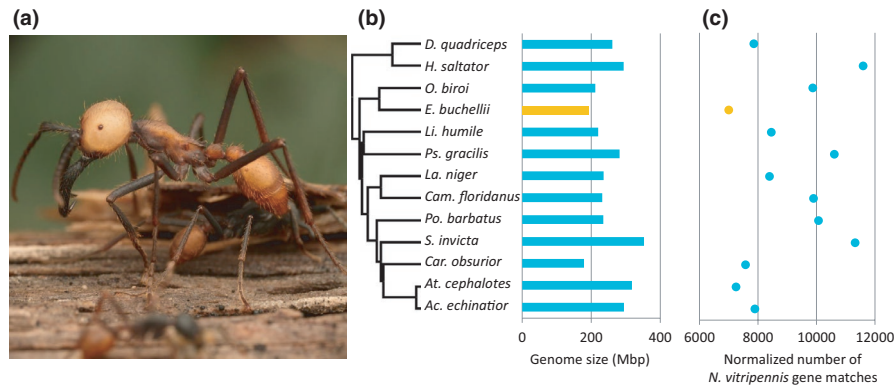 (a)
(b)
(c)
D. quadriceps
H. saltator
O. biroi
E. buchellii
Li. humile
Ps. gracilis
La. niger
Cam. floridanus
Po. barbatus
S. invicta
Car. obsurior
At. cephalotes
Ac. echinatior
0 200 400
Genome size (Mbp)
6000 8000 10000 12000
Normalized number of
N. vitripennis gene matches